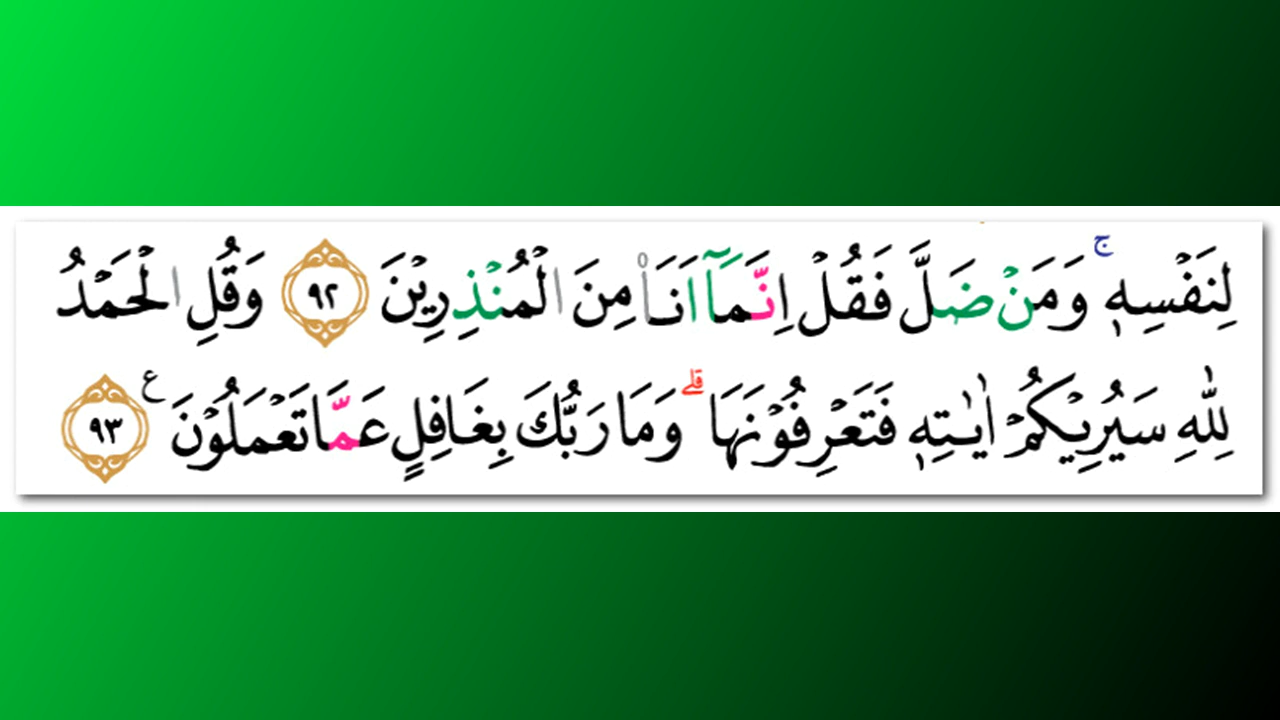 لِنَفْسِهٖ ۚ وَمَنْ ضَلَّ فَقُلْ اِنَّمَآ اَنَا۠ مِنَ الْمُنْذِرِيْنَ ٩٢ وَقُلِ الْحَمْدُ
لِلّٰهِ سَيُرِيْكُمْ اٰيٰتِهٖ فَتَعْرِفُوْنَهَا ۗ وَمَا رَبُّكَ بِغَافِلٍ عَمَّا تَعْمَلُوْنَ ࣖ ٩٣